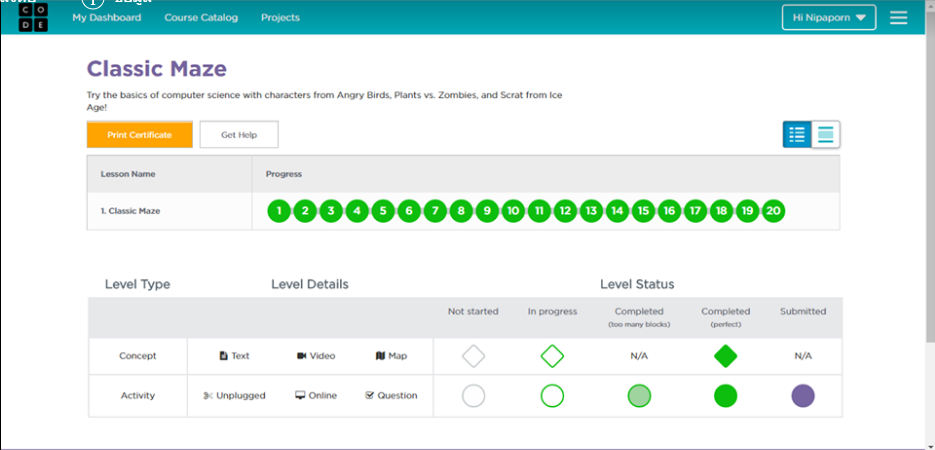 C O
D E
My Dashboard Course Catalog Projects Hi Nipaporn
Classic Maze
Try the basics of computer science with characters from Angry Birds, Plants vs. Zombies, and Scrat from Ice
Age!
Print Certificate Get Help
Lesson Name Progress
1. Classic Maze 1 2 3 4 5 6 7 8 9 10 11 12 13 14 15 16 17 18 19 20
Level Type Level Details Level Status
Not started In progress Completed Completed Submitted
(too many blocks) (perfect)
Concept Text Video Map N/A N/A
Activity Unplugged Online Question